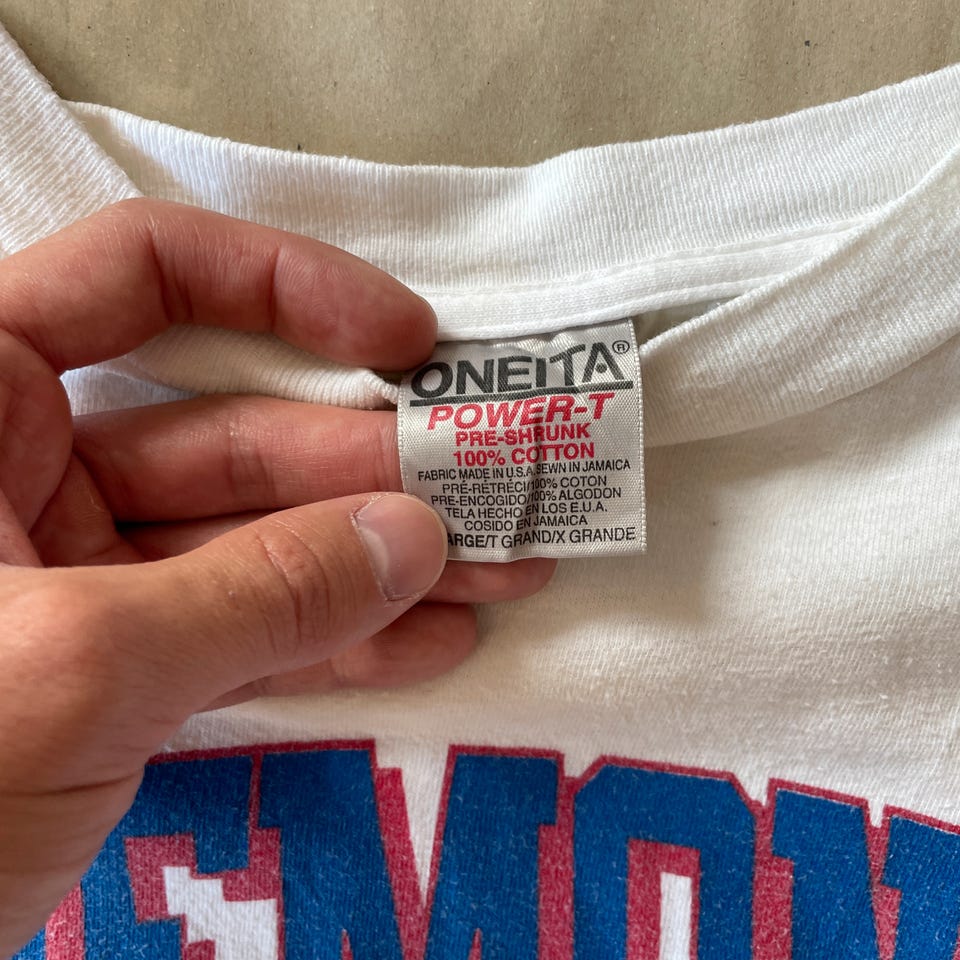 ONEITA®
POWER-T
PRE-SHRUNK
100% COTTON
FABRIC MADE IN U.S.A. SEWN IN JAMAICA
PRÉ-RÉTRÉCI/100% COTON
PRE-ENCOGIDO/100% ALGODON
TELA HECHO EN LOS E.U.A.
COSIDO EN JAMAICA
GRAND/X GRANDE